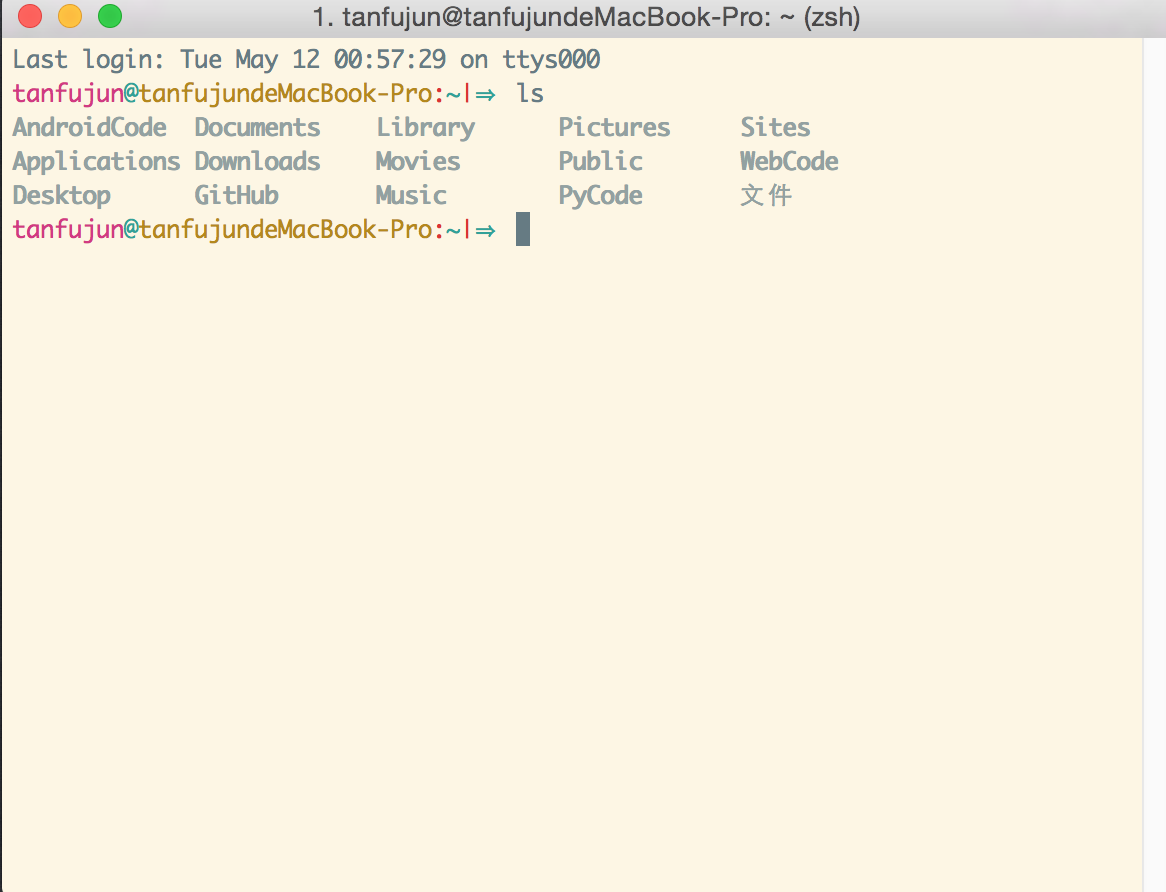 1. tanfujun@tanfujundeMacBook-Pro: ~ (zsh)
Last login: Tue May 12 00:57:29 on ttys000
tanfujun@tanfujundeMacBook-Pro:~|⇒ ls
AndroidCode Documents Library Pictures Sites
Applications Downloads Movies Public WebCode
Desktop GitHub Music PyCode 文件
tanfujun@tanfujundeMacBook-Pro:~|⇒